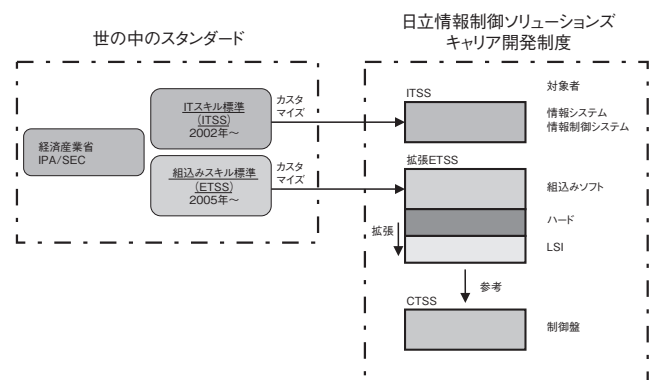 世の中のスタンダード
経済産業省
IPA/SEC
ITスキル標準
(ITSS)
2002年～
組込みスキル標準
(ETSS)
2005年～
カスタ
マイズ
カスタ
マイズ
日立情報制御ソリューションズ
キャリア開発制度
対象者
ITSS
情報システム
情報制御システム
拡張ETSS
組込みソフト
ハード
拡張
LSI
参考
CTSS
制御盤